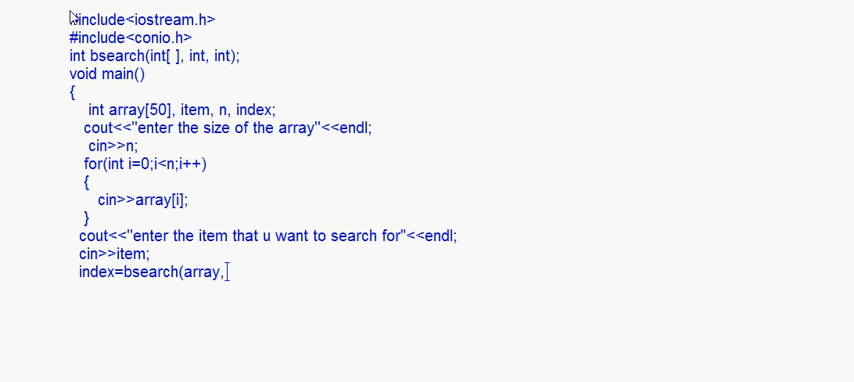 #include<iostream.h>
#include<conio.h>
int bsearch(int[ ], int, int);
void main()
{
int array[50], item, n, index;
cout<<"enter the size of the array"<<endl;
cin>>n;
for(int i=0;i<n;i++)
{
cin>>array[i];
}
cout<<"enter the item that u want to search for"<<endl;
cin>>item;
index=bsearch(array,